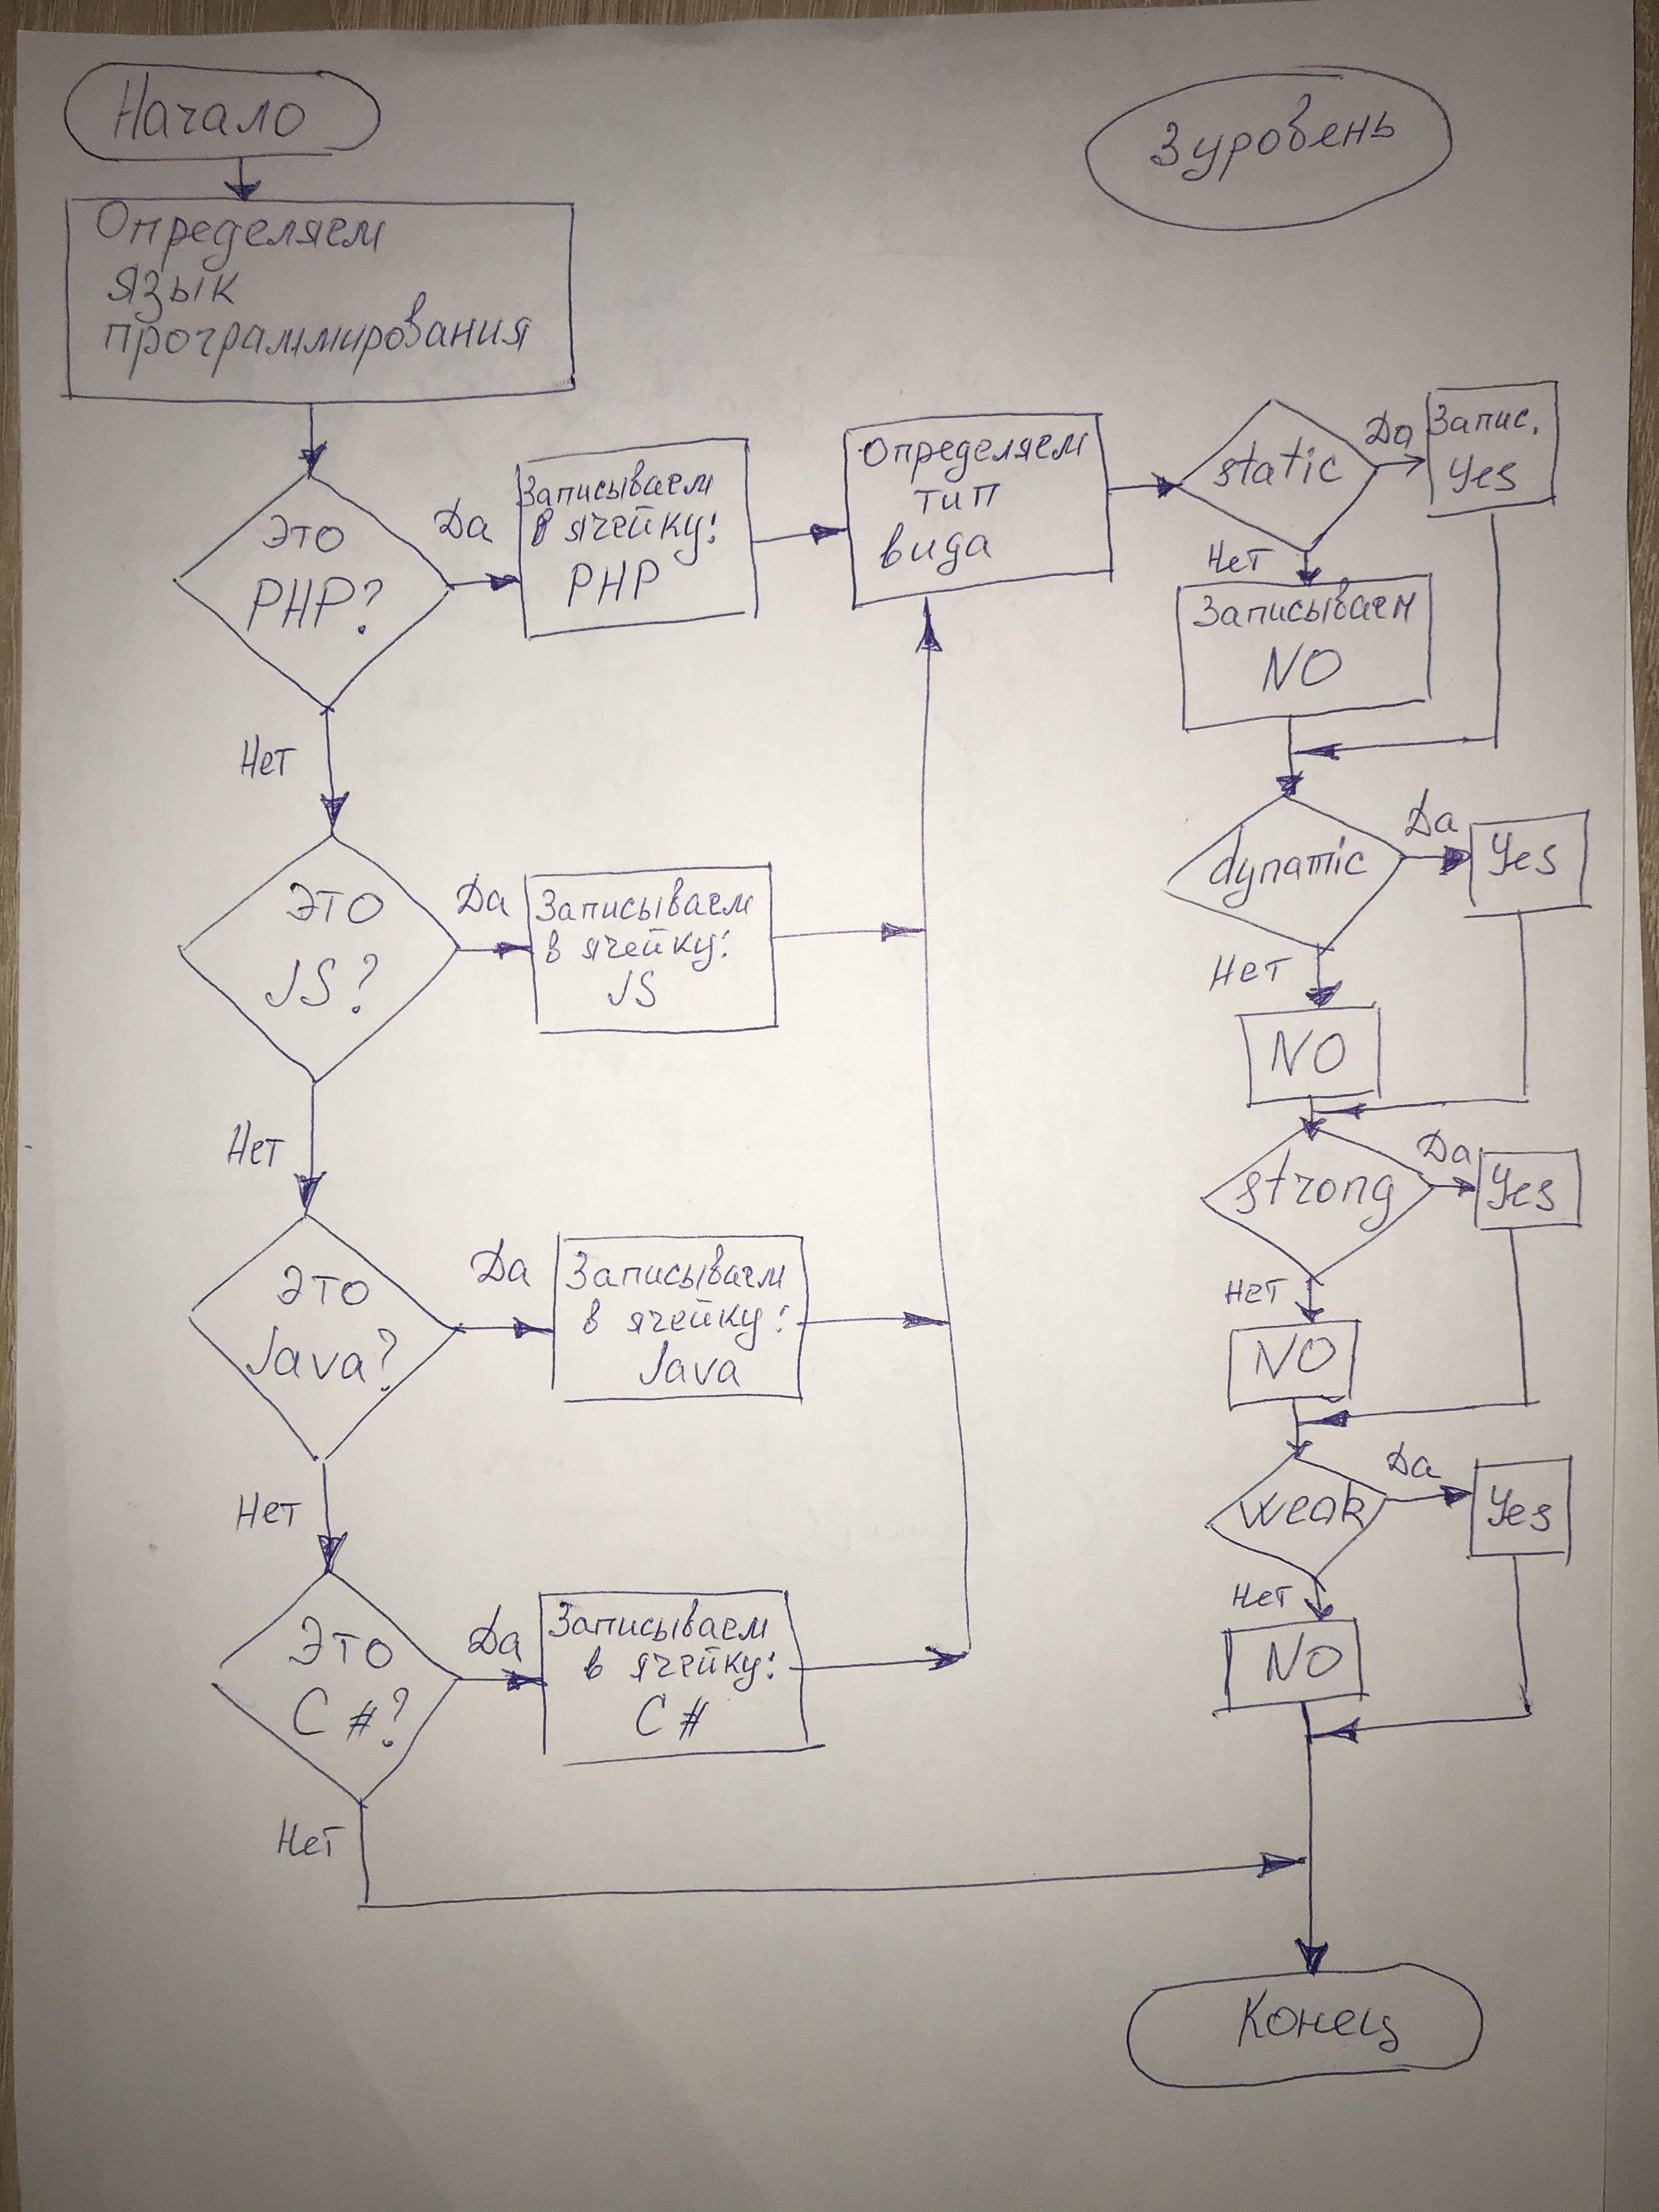 Начало
3 уровень
Определяем
язык
программирования
Это
PHP?
Да
Записываем
в ячейку:
PHP
Определяем
тип
вида
static
Да
Запис.
Yes
Нет
Записываем
NO
Нет
Это
JS?
Да
Записываем
в ячейку:
JS
dynamic
Да
Yes
Нет
NO
Нет
Это
Java?
Да
Записываем
в ячейку:
Java
strong
Да
Yes
Нет
NO
Нет
Это
C#?
Да
Записываем
в ячейку:
C#
weak
Да
Yes
Нет
NO
Нет
Конец